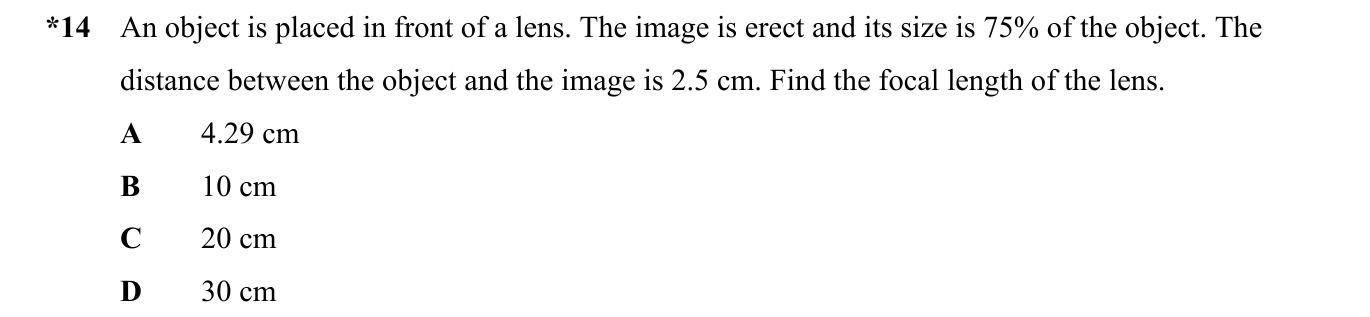 *14 An object is placed in front of a lens. The image is erect and its size is 75% of the object. The
distance between the object and the image is 2.5 cm. Find the focal length of the lens.
A 4.29 cm
B 10 cm
C 20 cm
D 30 cm